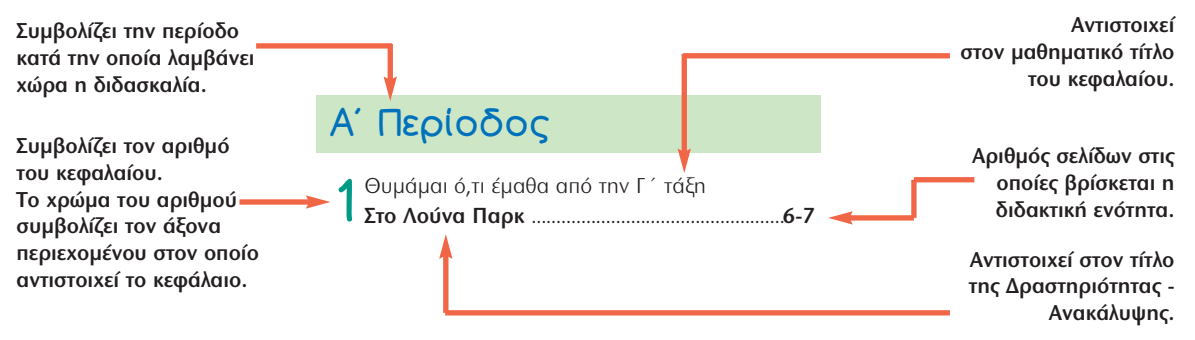 Συμβολίζει την περίοδο
κατά την οποία λαμβάνει
χώρα η διδασκαλία.
Αντιστοιχεί
στον μαθηματικό τίτλο
του κεφαλαίου.
Α΄ Περίοδος
Συμβολίζει τον αριθμό
του κεφαλαίου.
Το χρώμα του αριθμού
συμβολίζει τον άξονα
περιεχομένου στον οποίο
αντιστοιχεί το κεφάλαιο.
1 Θυμάμαι ό,τι έμαθα από την Γ΄ τάξη
Στο Λούνα Παρκ ...............................................................6-7
Αριθμός σελίδων στις
οποίες βρίσκεται η
διδακτική ενότητα.
Αντιστοιχεί στον τίτλο
της Δραστηριότητας -
Ανακάλυψης.